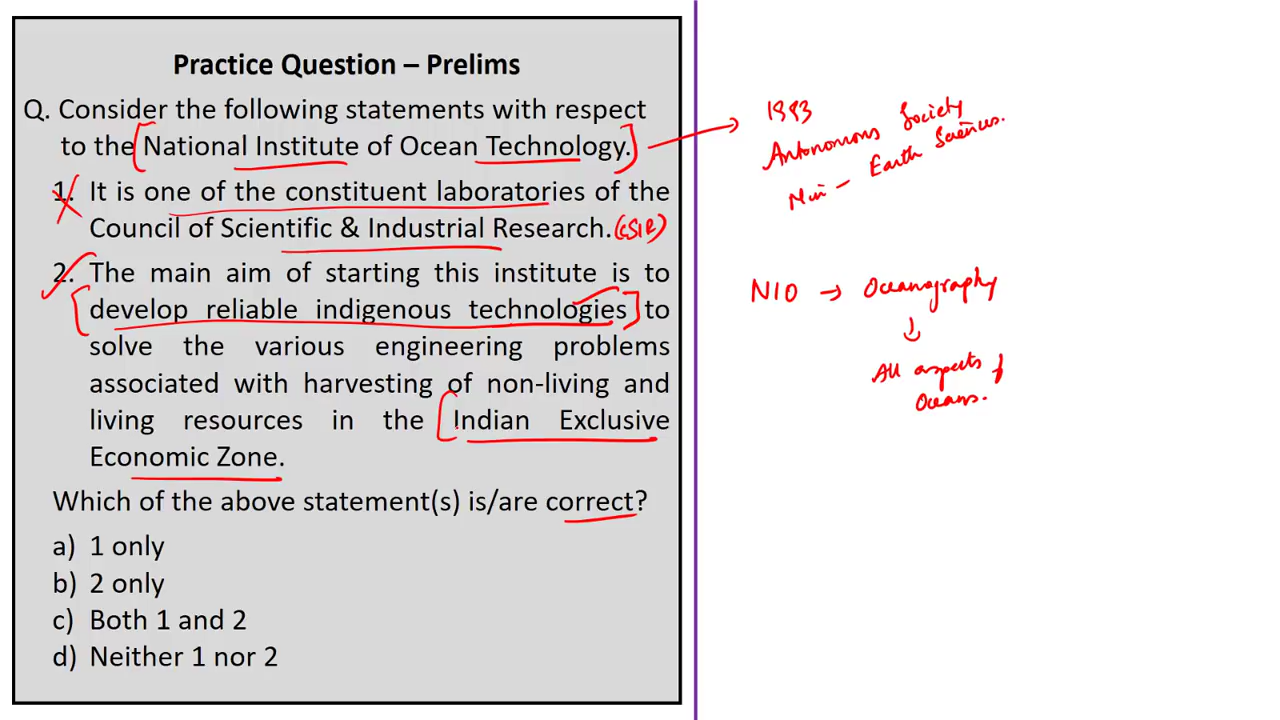 Practice Question – Prelims
Q. Consider the following statements with respect
to the [National Institute of Ocean Technology.]
1. It is one of the constituent laboratories of the
Council of Scientific & Industrial Research. (CSIR)
2. The main aim of starting this institute is to
[develop reliable indigenous technologies] to
solve the various engineering problems
associated with harvesting of non-living and
living resources in the [Indian Exclusive
Economic Zone.
Which of the above statement(s) is/are correct?
a) 1 only
b) 2 only
c) Both 1 and 2
d) Neither 1 nor 2
1993
Autonomous Society
Min – Earth Sciences.
NIO → Oceanography
All aspects of
Oceans.